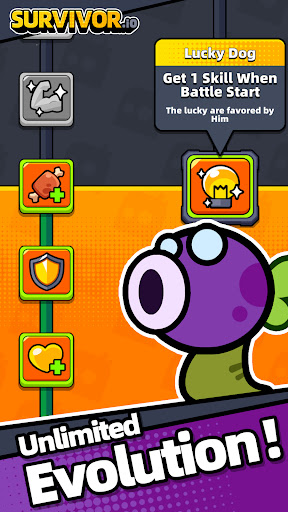 SURVIVOR.io
Lucky Dog
Get 1 Skill When
Battle Start
The lucky are favored by
Him
Unlimited
Evolution!